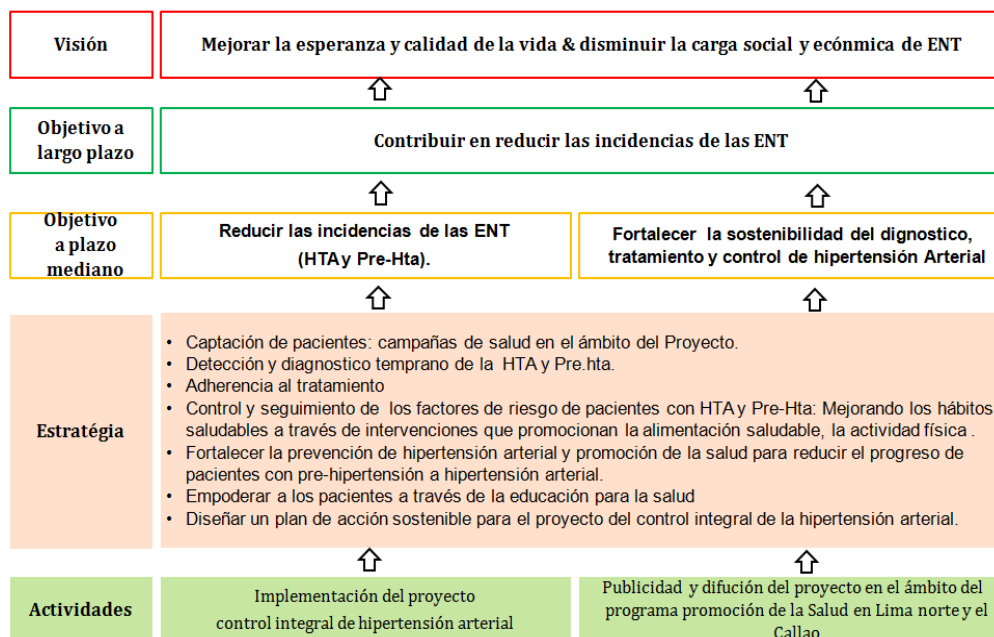 Visión
Mejorar la esperanza y calidad de la vida & disminuir la carga social y ecónmica de ENT
Objetivo a
largo plazo
Contribuir en reducir las incidencias de las ENT
Objetivo
a plazo
mediano
Reducir las incidencias de las ENT
(HTA y Pre-Hta).
Fortalecer la sostenibilidad del dignostico,
tratamiento y control de hipertensión Arterial
Estratégia
• Captación de pacientes: campañas de salud en el ámbito del Proyecto.
• Detección y diagnostico temprano de la HTA y Pre.hta.
• Adherencia al tratamiento
• Control y seguimiento de los factores de riesgo de pacientes con HTA y Pre-Hta: Mejorando los hábitos
saludables a través de intervenciones que promocionan la alimentación saludable, la actividad física .
• Fortalecer la prevención de hipertensión arterial y promoción de la salud para reducir el progreso de
pacientes con pre-hipertensión a hipertensión arterial.
• Empoderar a los pacientes a través de la educación para la salud
• Diseñar un plan de acción sostenible para el proyecto del control integral de la hipertensión arterial.
Actividades
Implementación del proyecto
control integral de hipertensión arterial
Publicidad y difución del proyecto en el ámbito del
programa promoción de la Salud en Lima norte y el
Callao